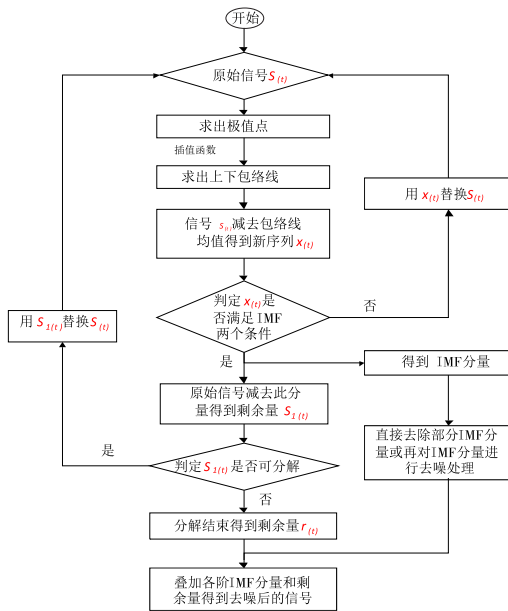 开始
原始信号S(t)
求出极值点
插值函数
求出上下包络线
用 x(t)替换S(t)
信号 S(t)减去包络线
均值得到新序列x(t)
判定x(t)是
否满足IMF
两个条件
否
用S1(t)替换S(t)
是
得到 IMF分量
原始信号减去此分
量得到剩余量 S1(t)
直接去除部分IMF分
量或再对IMF分量进
行去噪处理
是
判定S1(t)是否可分解
否
分解结束得到剩余量r(t)
叠加各阶IMF分量和剩
余量得到去噪后的信号